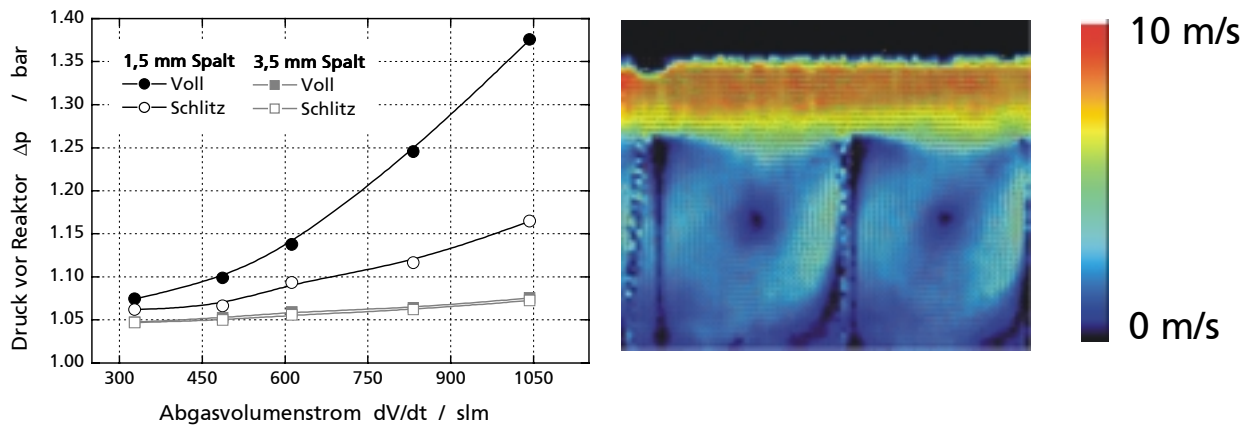 1.40
1.35
1.30
1.25
1.20
1.15
1.10
1.05
1.00
Druck vor Reaktor Δp / bar
1,5 mm Spalt 3,5 mm Spalt
Voll Voll
Schlitz Schlitz
300 450 600 750 900 1050
Abgasvolumenstrom dV/dt / slm
10 m/s
0 m/s